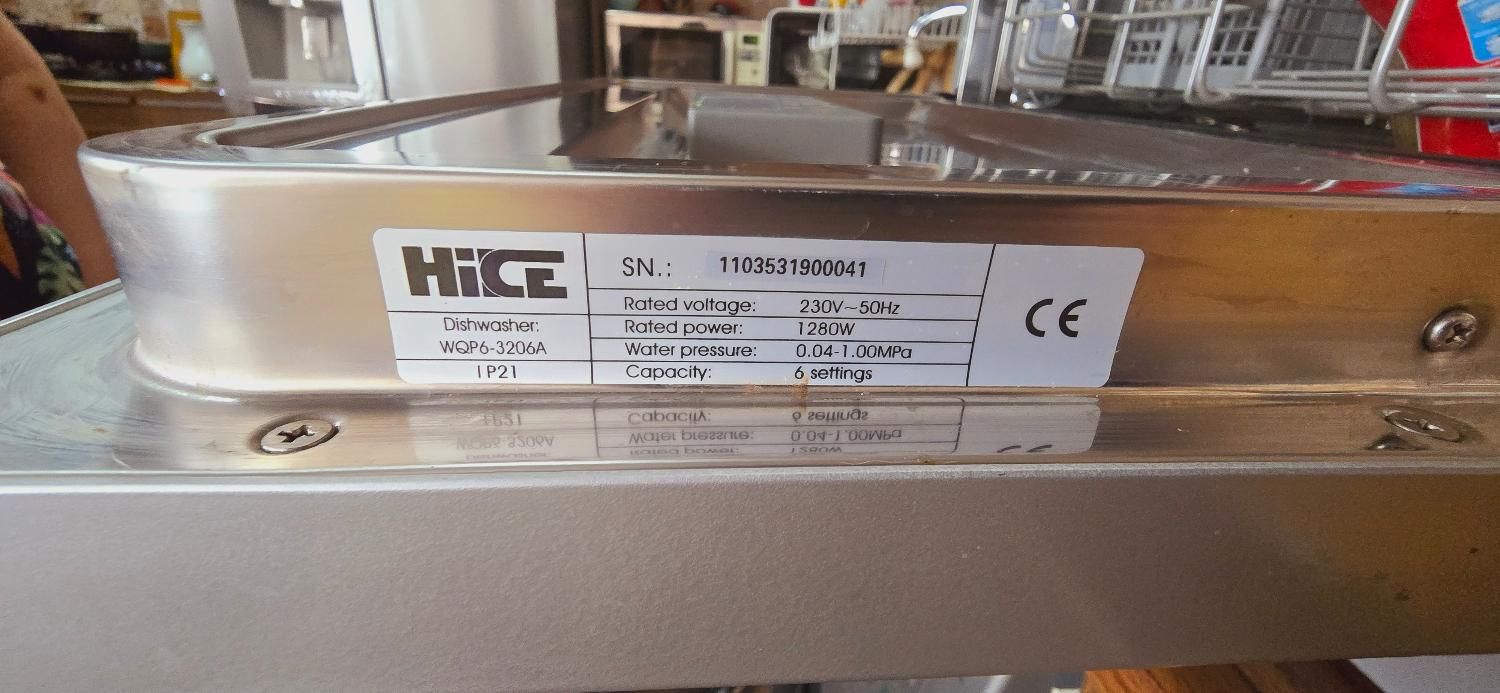 HiCE
Dishwasher:
WQP6-3206A
IP21
SN.: 1103531900041
Rated voltage: 230V~50Hz
Rated power: 1280W
Water pressure: 0.04-1.00MPa
Capacity: 6 settings
CE